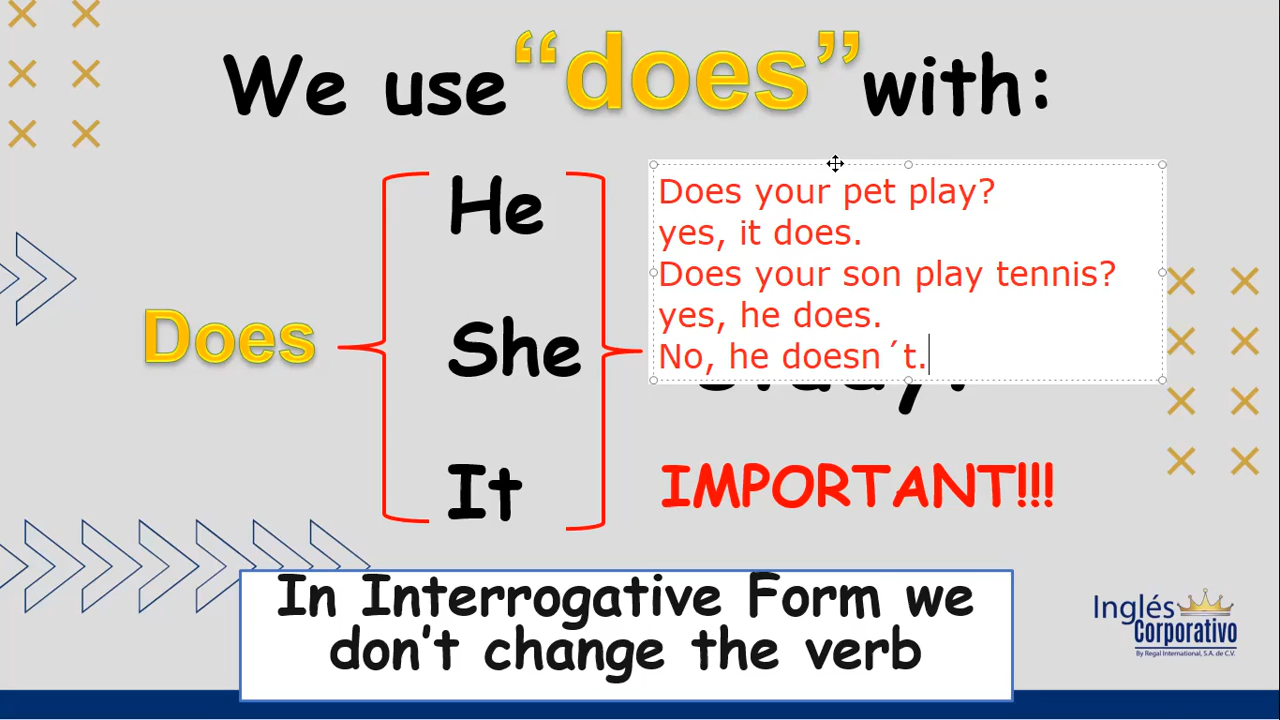 We use “does” with:
He
Does your pet play?
yes, it does.
Does your son play tennis?
yes, he does.
No, he doesn´t.
Does
She
It
IMPORTANT!!!
In Interrogative Form we
don’t change the verb
Inglés
Corporativo
By Regal International, S.A. de C.V.